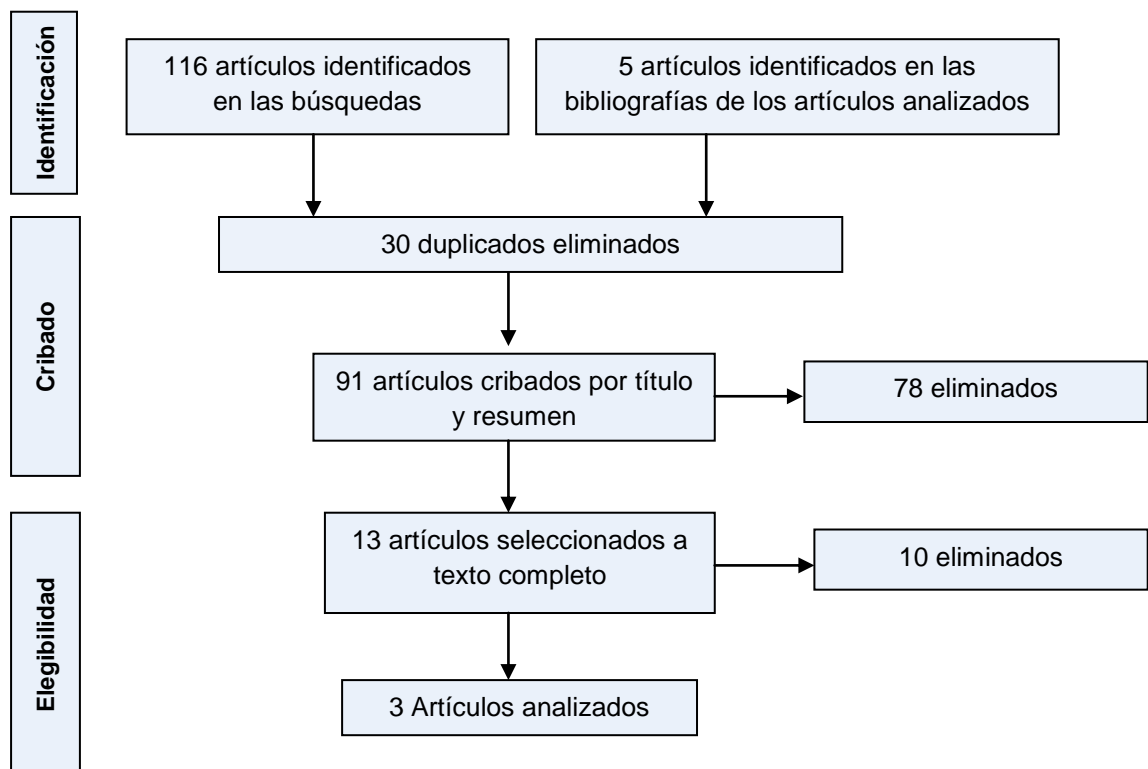 Identificación
116 artículos identificados
en las búsquedas
5 artículos identificados en las
bibliografías de los artículos analizados
Cribado
30 duplicados eliminados
91 artículos cribados por título
y resumen
78 eliminados
Elegibilidad
13 artículos seleccionados a
texto completo
10 eliminados
3 Artículos analizados